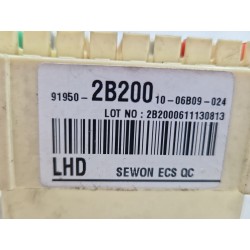 91950-2B200 10-06B09-024
LOT NO : 2B2000611130813
LHD SEWON ECS QC